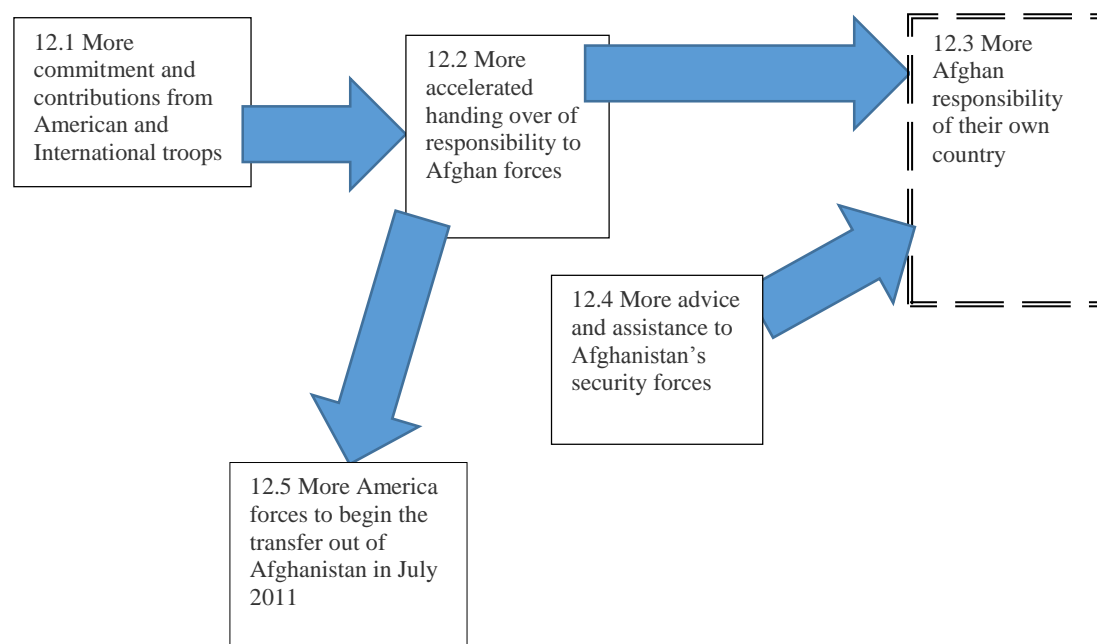 12.1 More
commitment and
contributions from
American and
International troops
12.2 More
accelerated
handing over of
responsibility to
Afghan forces
12.3 More
Afghan
responsibility
of their own
country
12.4 More advice
and assistance to
Afghanistan’s
security forces
12.5 More America
forces to begin the
transfer out of
Afghanistan in July
2011